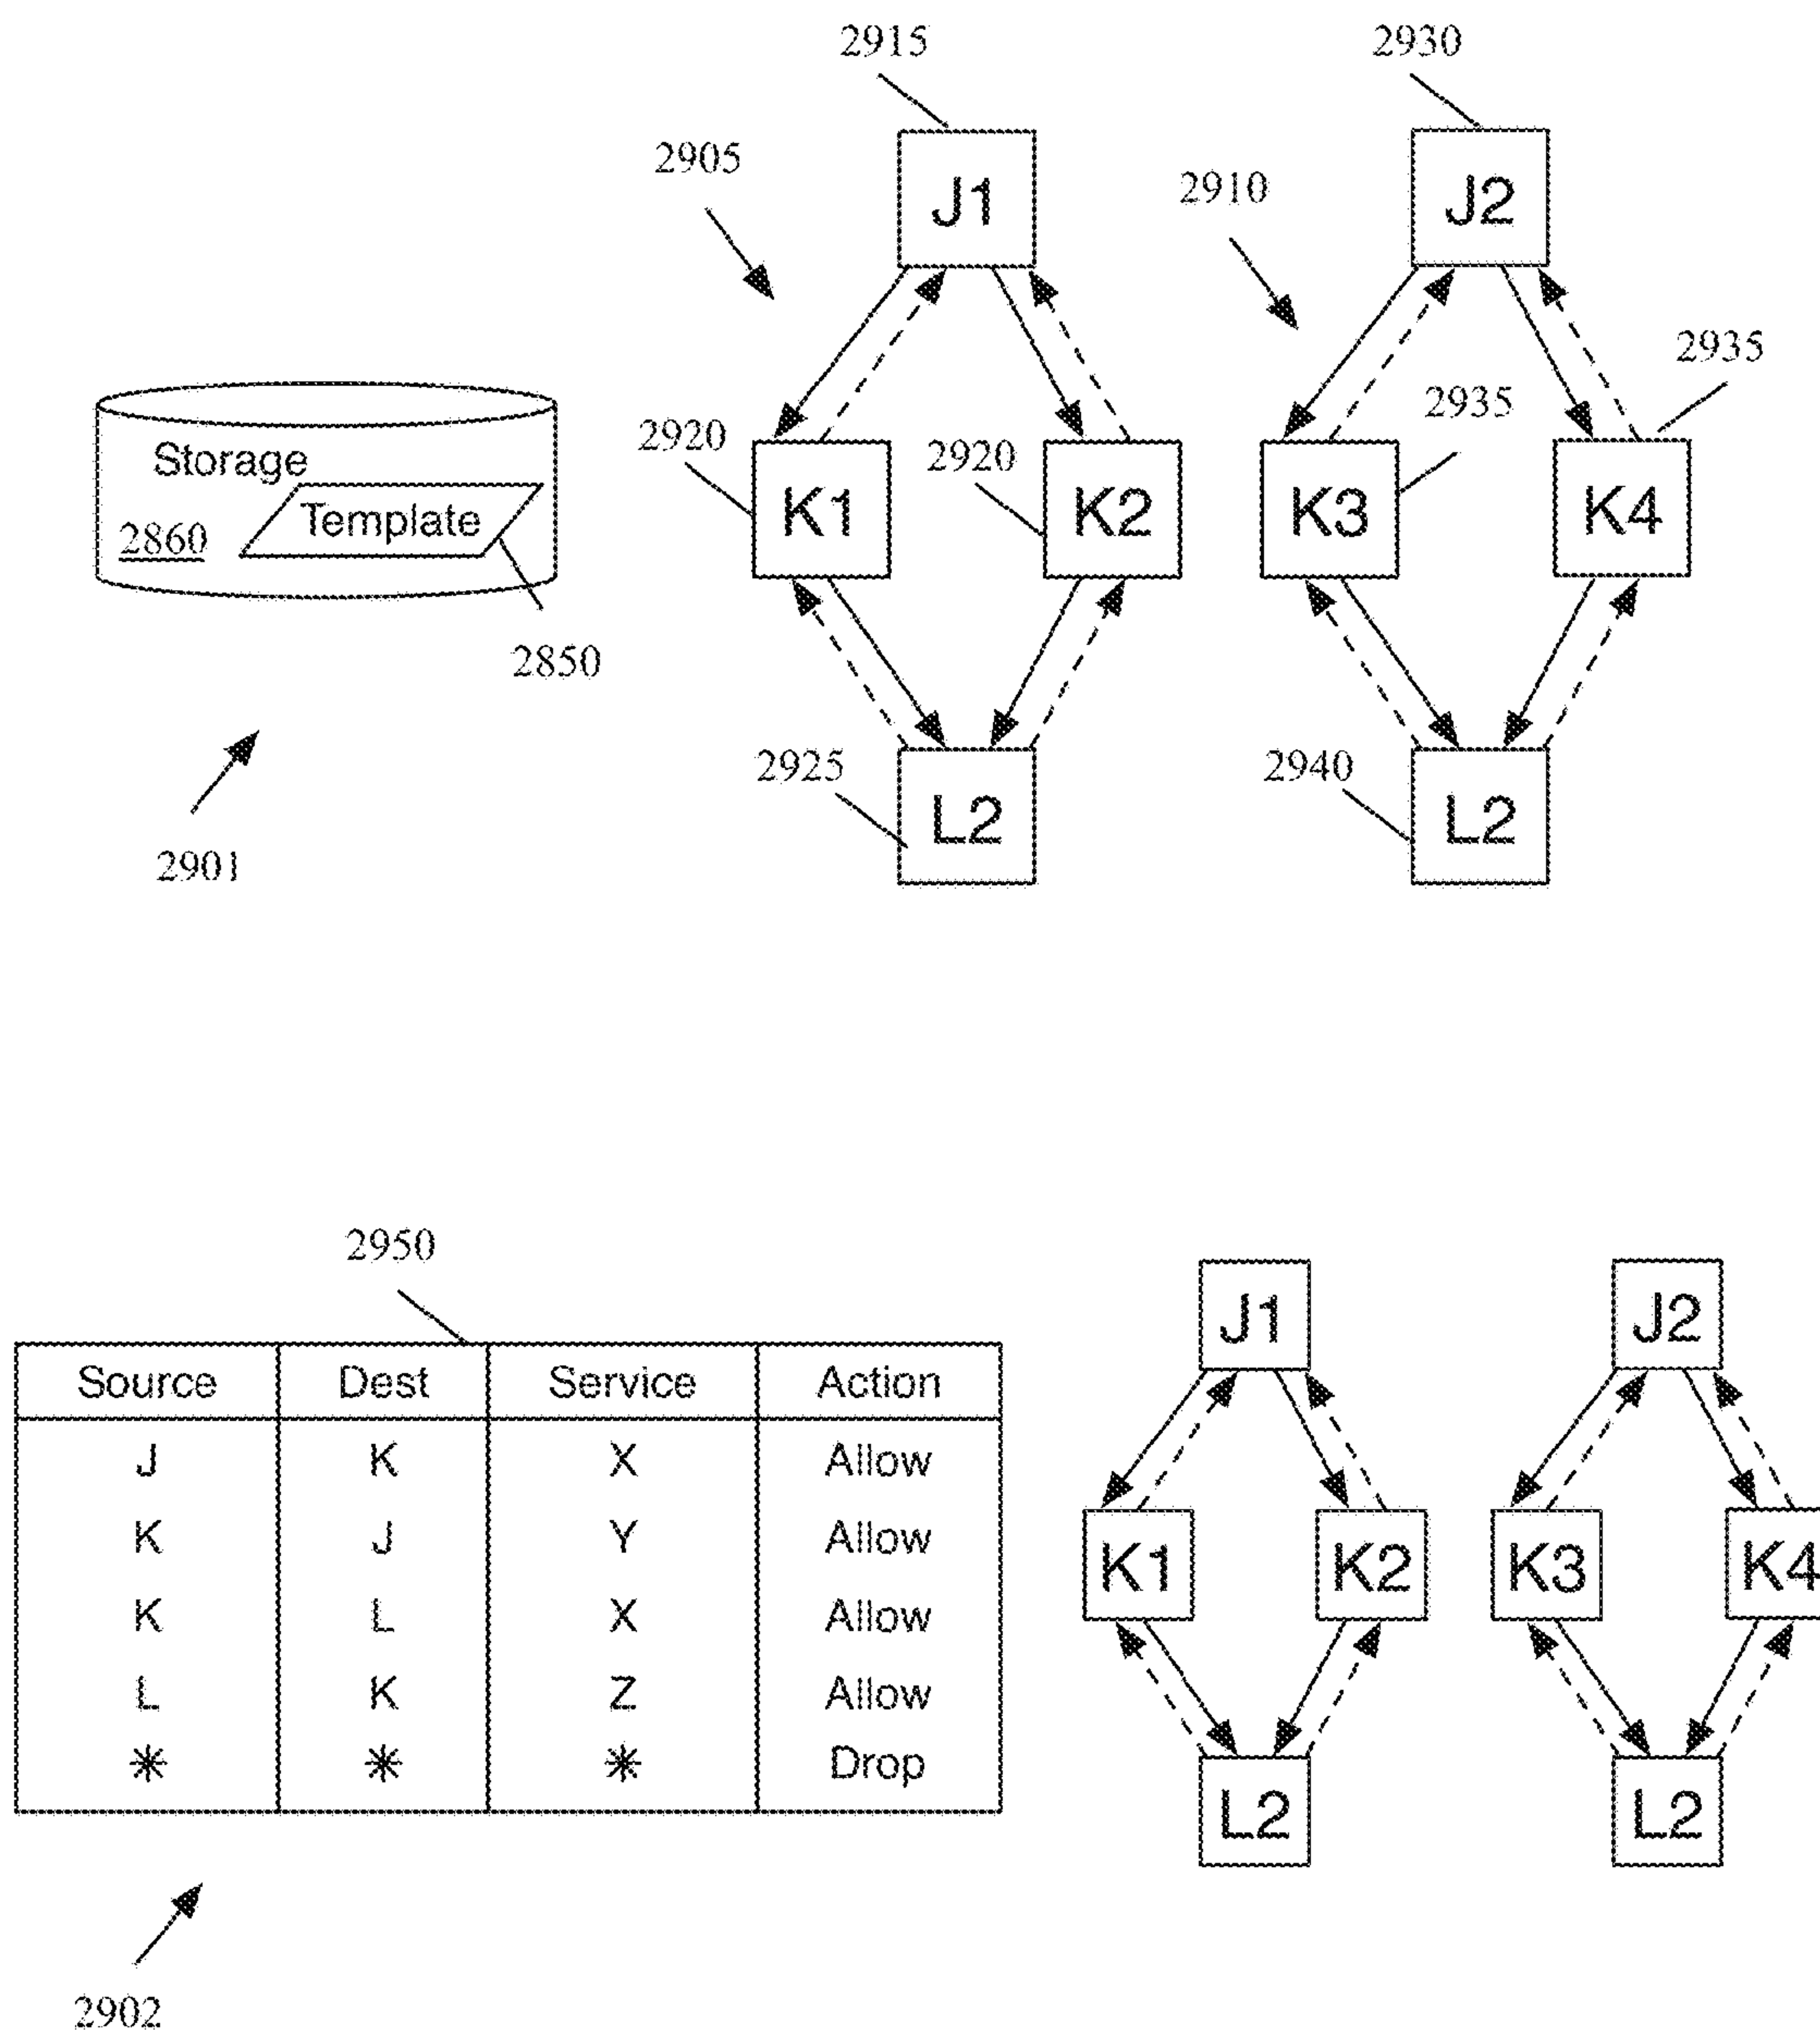 2915
2930
2905
J1
2910
J2
2935
2935
Storage
2920
2920
2860
Template
K1
K2
K3
K4
2850
2925
2940
L2
L2
2901
2950
J1
J2
Source Dest Service Action
J K X Allow
K J Y Allow
K1 K2 K3 K4
K L X Allow
L K Z Allow
* * * Drop
L2 L2
2902